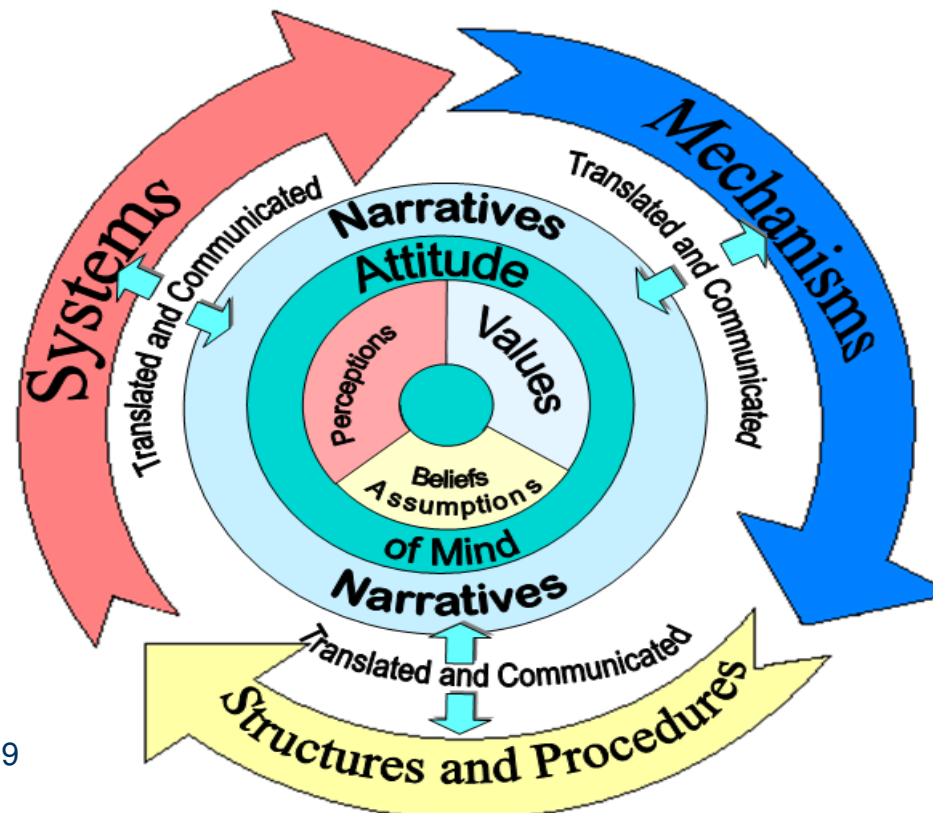 Systems
Mechanisms
Translated and Communicated
Translated and Communicated
Narratives
Attitude
Perceptions
Values
Beliefs
Assumptions
of Mind
Narratives
Translated and Communicated
Structures and Procedures
9